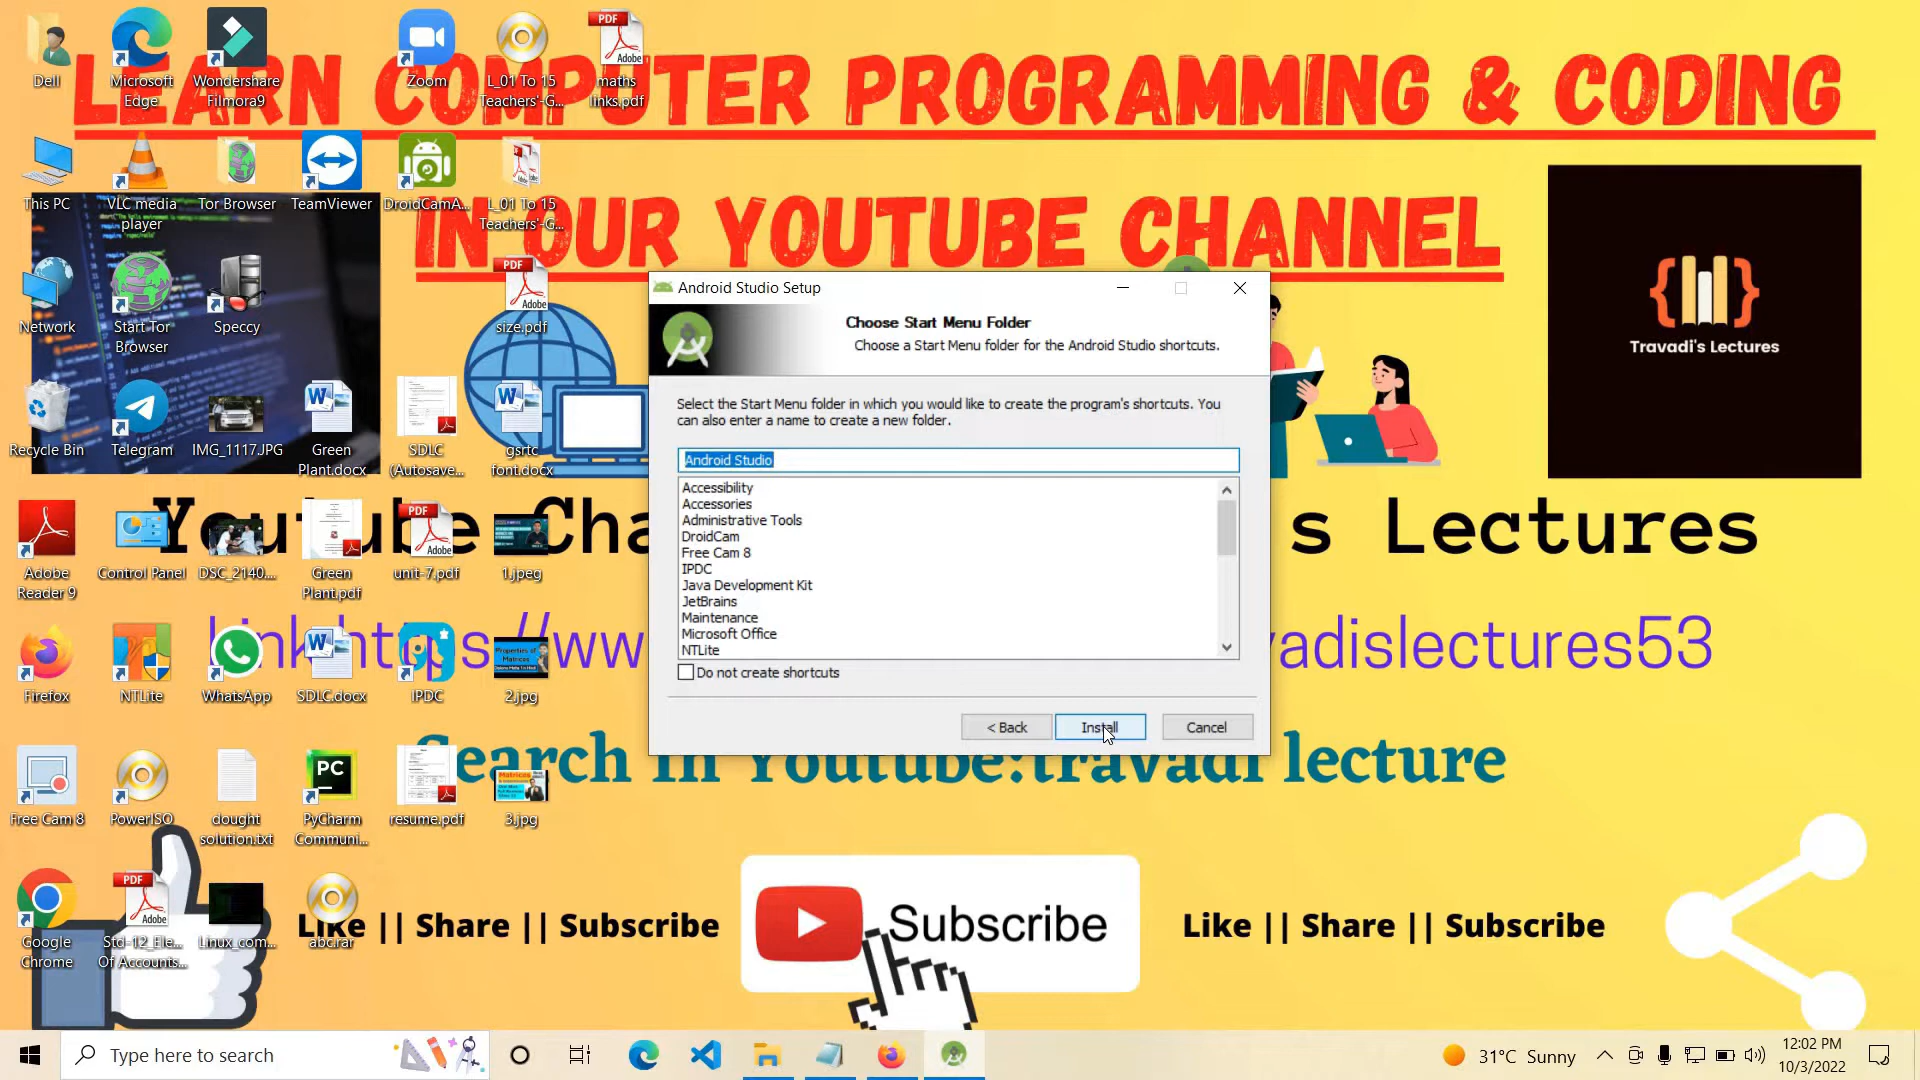 LEARN COMPUTER PROGRAMMING & CODING
IN OUR YOUTUBE CHANNEL
Travadi's Lectures
s Lectures
vadislectures53
Search in Youtube:travadi lecture
Like || Share || Subscribe
Subscribe
Like || Share || Subscribe
Dell
Microsoft
Edge
Wondershare
Filmora9
Zoom
L_01 To 15
Teachers'-G...
maths
links.pdf
This PC
VLC media
player
Tor Browser
TeamViewer
DroidCamA...
L_01 To 15
Teachers'-G...
Network
Start Tor
Browser
Speccy
size.pdf
Recycle Bin
Telegram
IMG_1117.JPG
Green
Plant.docx
SDLC
(Autosave...
gsrtc
font.docx
Adobe
Reader 9
Control Panel
DSC_2140....
Green
Plant.pdf
unit-7.pdf
1.jpeg
Firefox
NTLite
WhatsApp
SDLC.docx
IPDC
2.jpg
Free Cam 8
PowerISO
dought
solution.txt
PyCharm
Communi...
resume.pdf
3.jpg
Google
Chrome
Std-12_Ele...
Of Accounts...
Linux_com...
abc.rar
Android Studio Setup
Choose Start Menu Folder
Choose a Start Menu folder for the Android Studio shortcuts.
Select the Start Menu folder in which you would like to create the program's shortcuts. You
can also enter a name to create a new folder.
Android Studio
Accessibility
Accessories
Administrative Tools
DroidCam
Free Cam 8
IPDC
Java Development Kit
JetBrains
Maintenance
Microsoft Office
NTLite
Do not create shortcuts
< Back
Install
Cancel
Type here to search
31°C Sunny
12:02 PM
10/3/2022